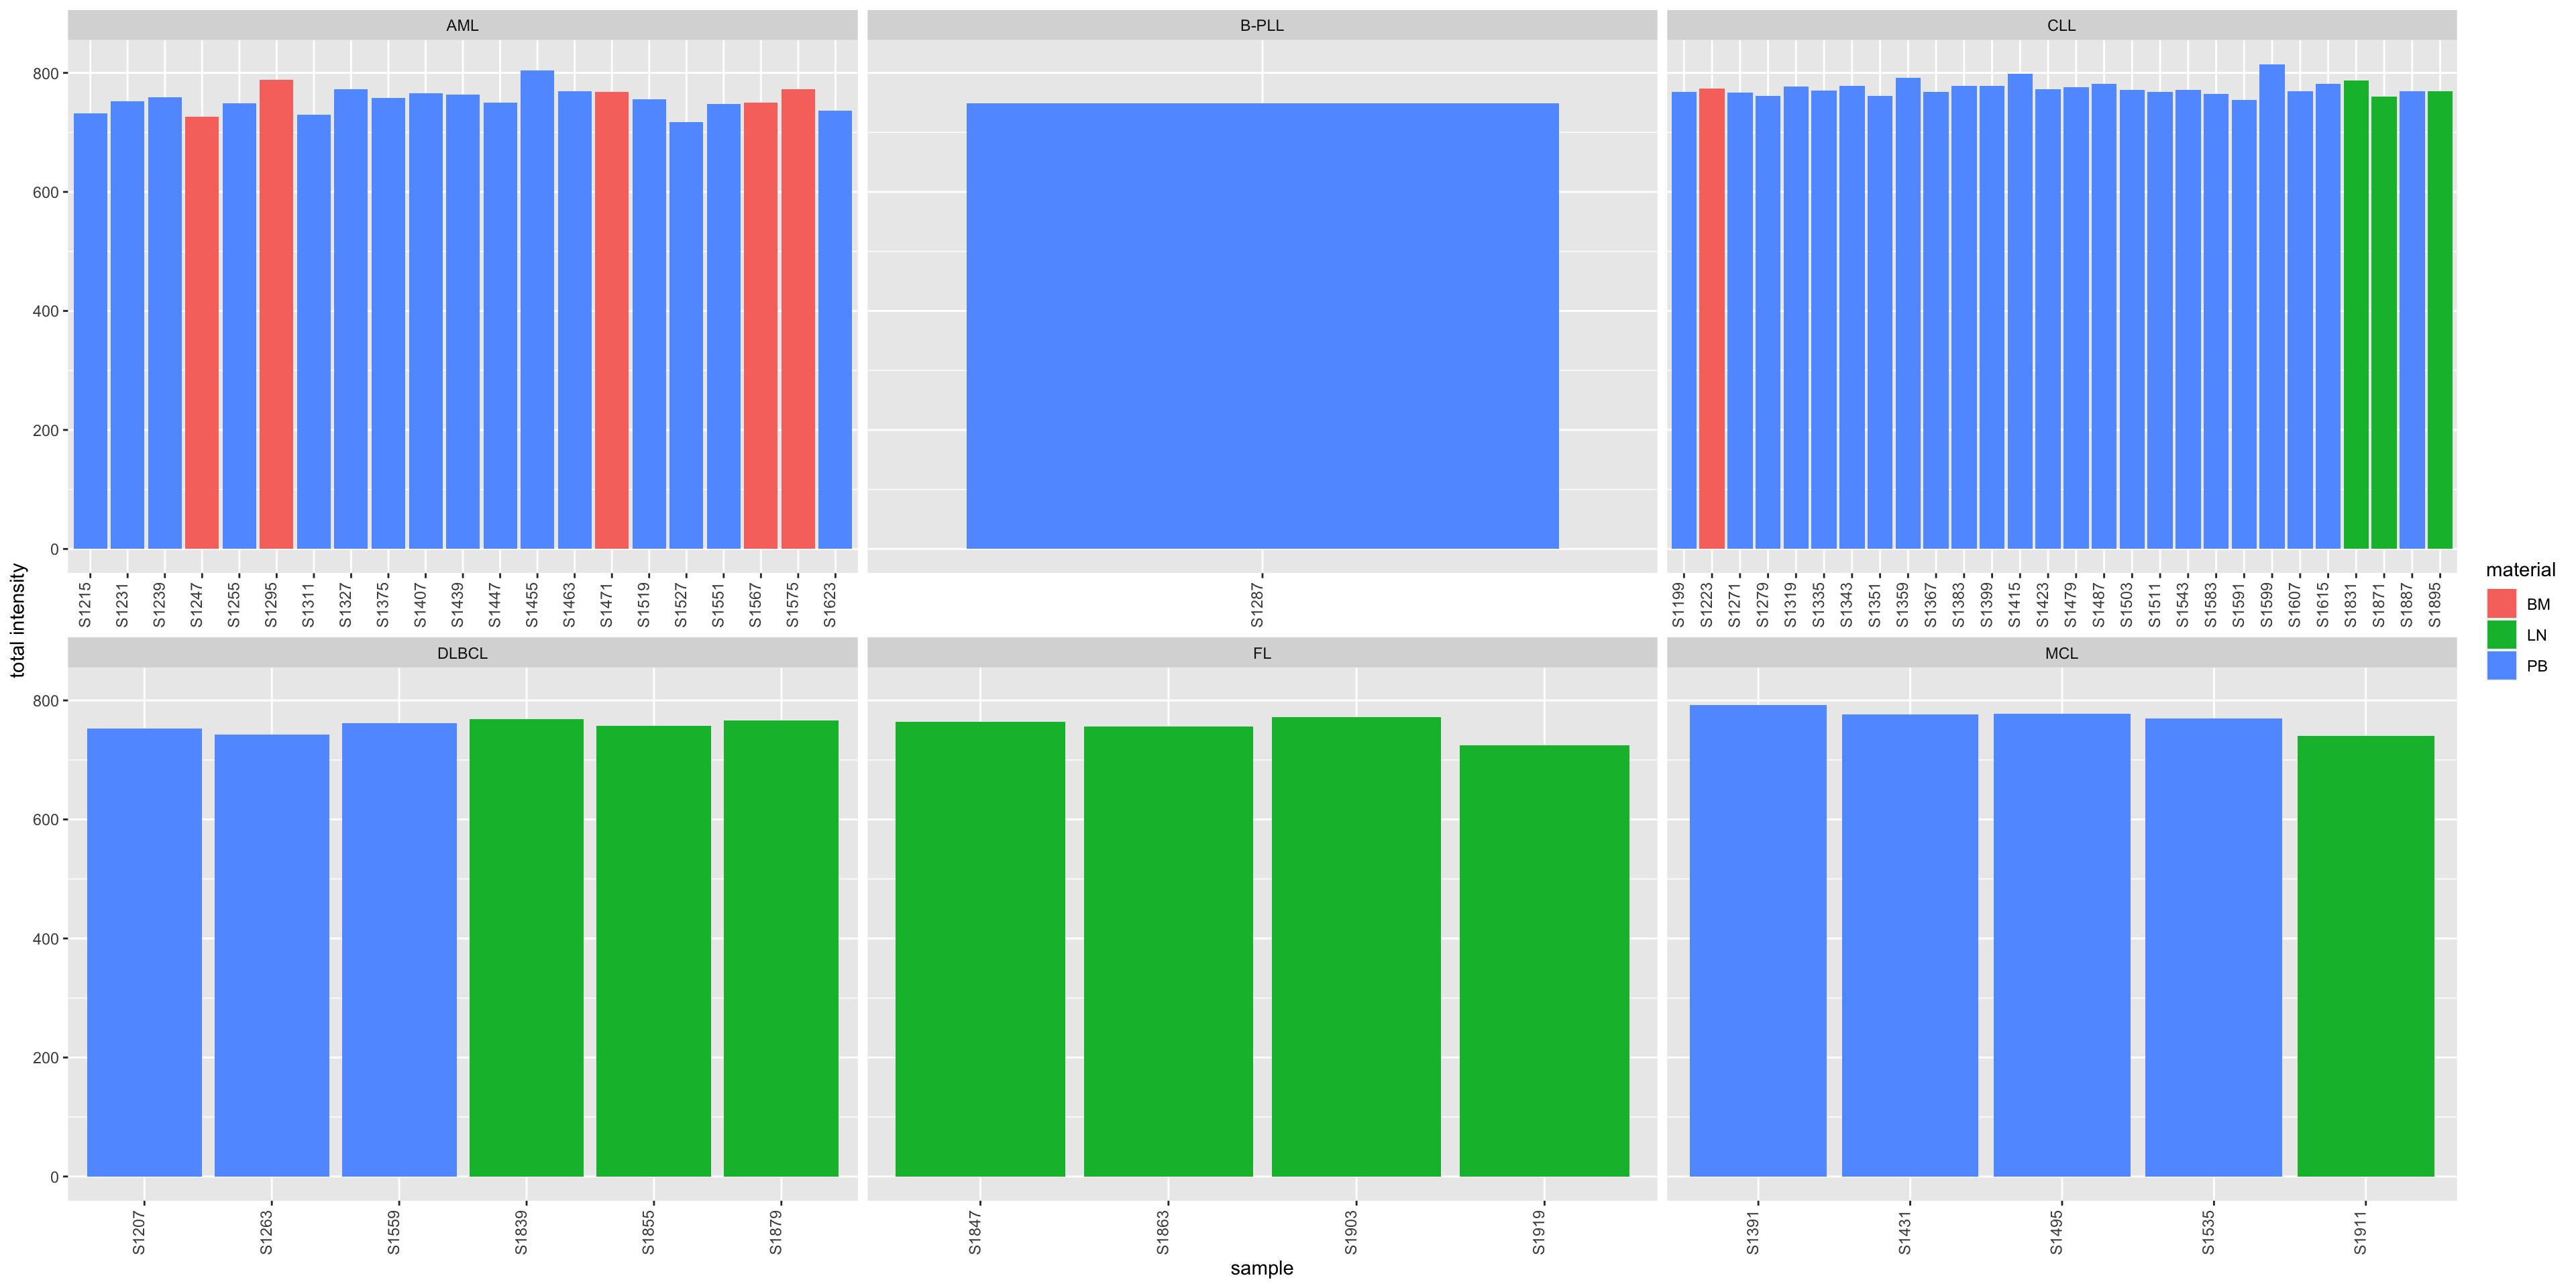 AML
B-PLL
CLL
800
600
400
200
0
S1215 S1231 S1239 S1247 S1255 S1295 S1311 S1327 S1375 S1407 S1439 S1447 S1455 S1463 S1471 S1519 S1527 S1551 S1567 S1575 S1623
S1287
S1199 S1223 S1271 S1279 S1319 S1335 S1343 S1351 S1359 S1367 S1383 S1399 S1415 S1423 S1479 S1487 S1503 S1511 S1543 S1583 S1591 S1599 S1607 S1615 S1831 S1871 S1887 S1895
DLBCL
FL
MCL
800
600
400
200
0
S1207 S1263 S1559 S1839 S1855 S1879
S1847 S1863 S1903 S1919
S1391 S1431 S1495 S1535 S1911
total intensity
sample
material
BM
LN
PB